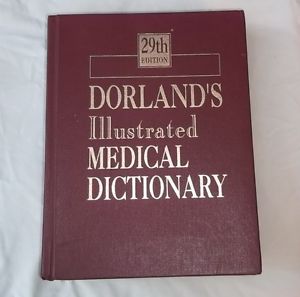 29th
EDITION
DORLAND'S
Illustrated
MEDICAL
DICTIONARY